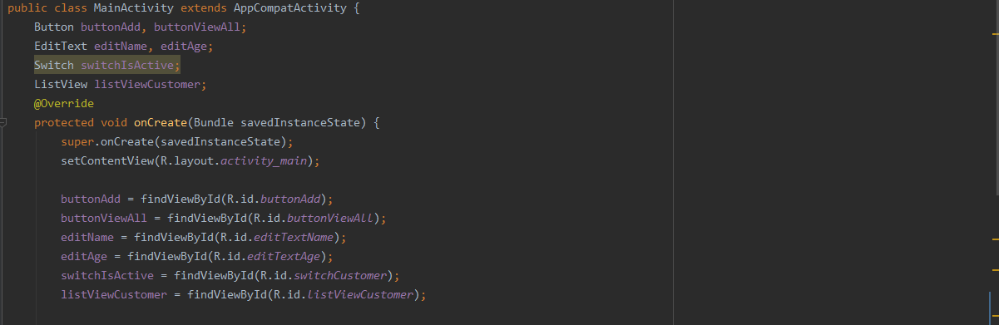 public class MainActivity extends AppCompatActivity {
Button buttonAdd, buttonViewAll;
EditText editName, editAge;
Switch switchIsActive;
ListView listViewCustomer;
@Override
protected void onCreate(Bundle savedInstanceState) {
super.onCreate(savedInstanceState);
setContentView(R.layout.activity_main);
buttonAdd = findViewById(R.id.buttonAdd);
buttonViewAll = findViewById(R.id.buttonViewAll);
editName = findViewById(R.id.editTextName);
editAge = findViewById(R.id.editTextAge);
switchIsActive = findViewById(R.id.switchCustomer);
listViewCustomer = findViewById(R.id.listViewCustomer);